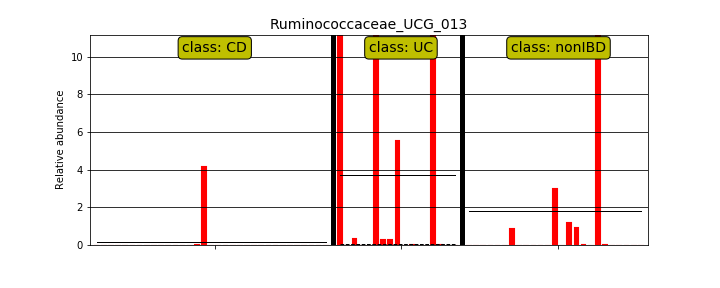 Ruminococcaceae_UCG_013
class: CD
class: UC
class: nonIBD
Relative abundance
10
8
6
4
2
0